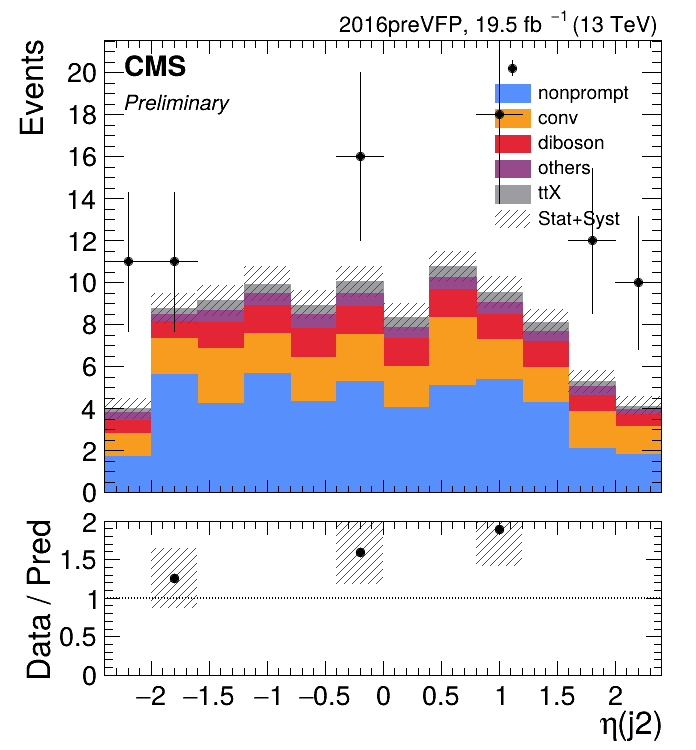 2016preVFP, 19.5 fb⁻¹ (13 TeV)
CMS
Preliminary
Events
20
18
16
14
12
10
8
6
4
2
0
nonprompt
conv
diboson
others
ttX
Stat+Syst
Data / Pred
2
1.5
1
0.5
0
−2 −1.5 −1 −0.5 0 0.5 1 1.5 2
η(j2)